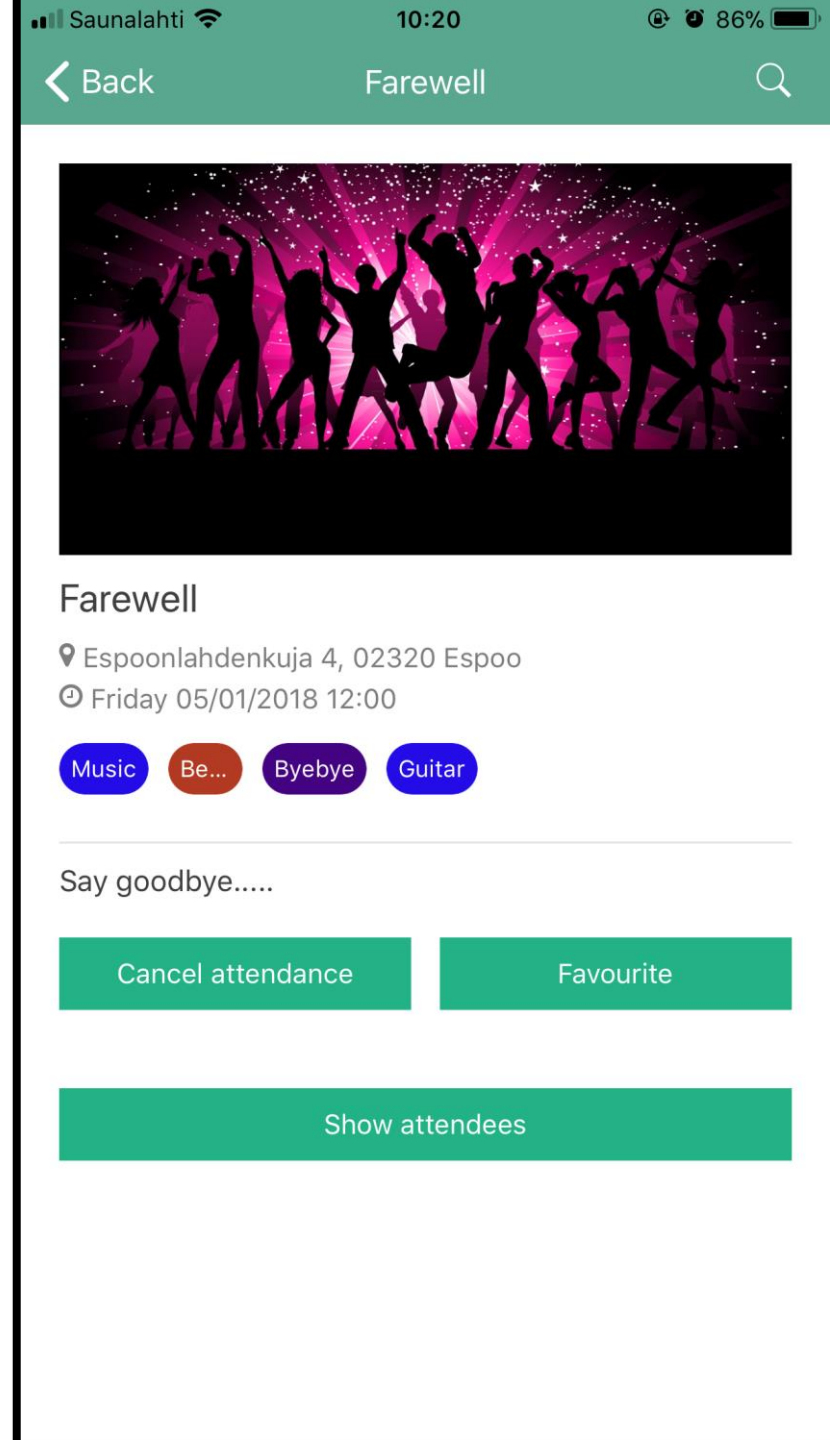 Saunalahti 10:20 86%
Back Farewell
Farewell
Espoonlahdenkuja 4, 02320 Espoo
Friday 05/01/2018 12:00
Music Be... Byebye Guitar
Say goodbye.....
Cancel attendance Favourite
Show attendees